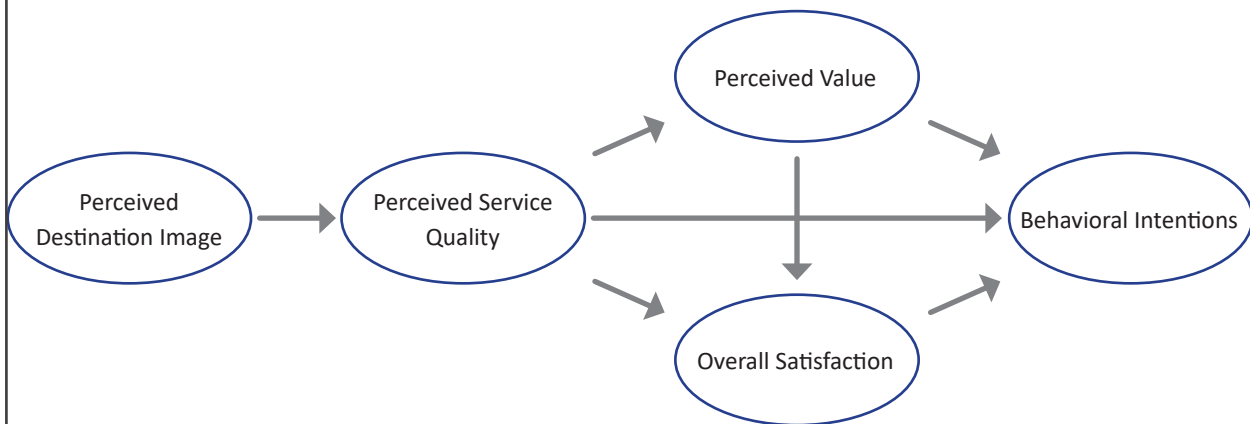 Perceived Value
Perceived
Destination Image
Perceived Service
Quality
Behavioral Intentions
Overall Satisfaction